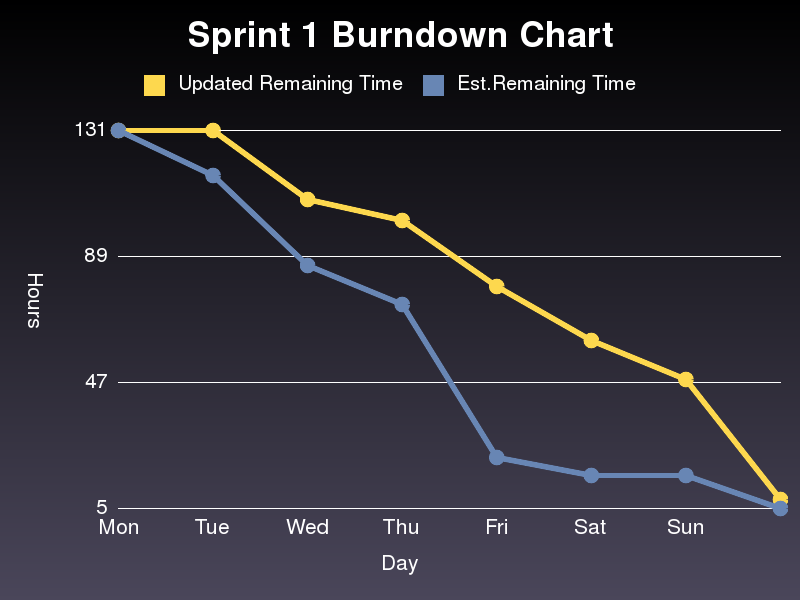 Sprint 1 Burndown Chart
Updated Remaining Time Est.Remaining Time
131
89
47
5
Hours
Mon Tue Wed Thu Fri Sat Sun
Day